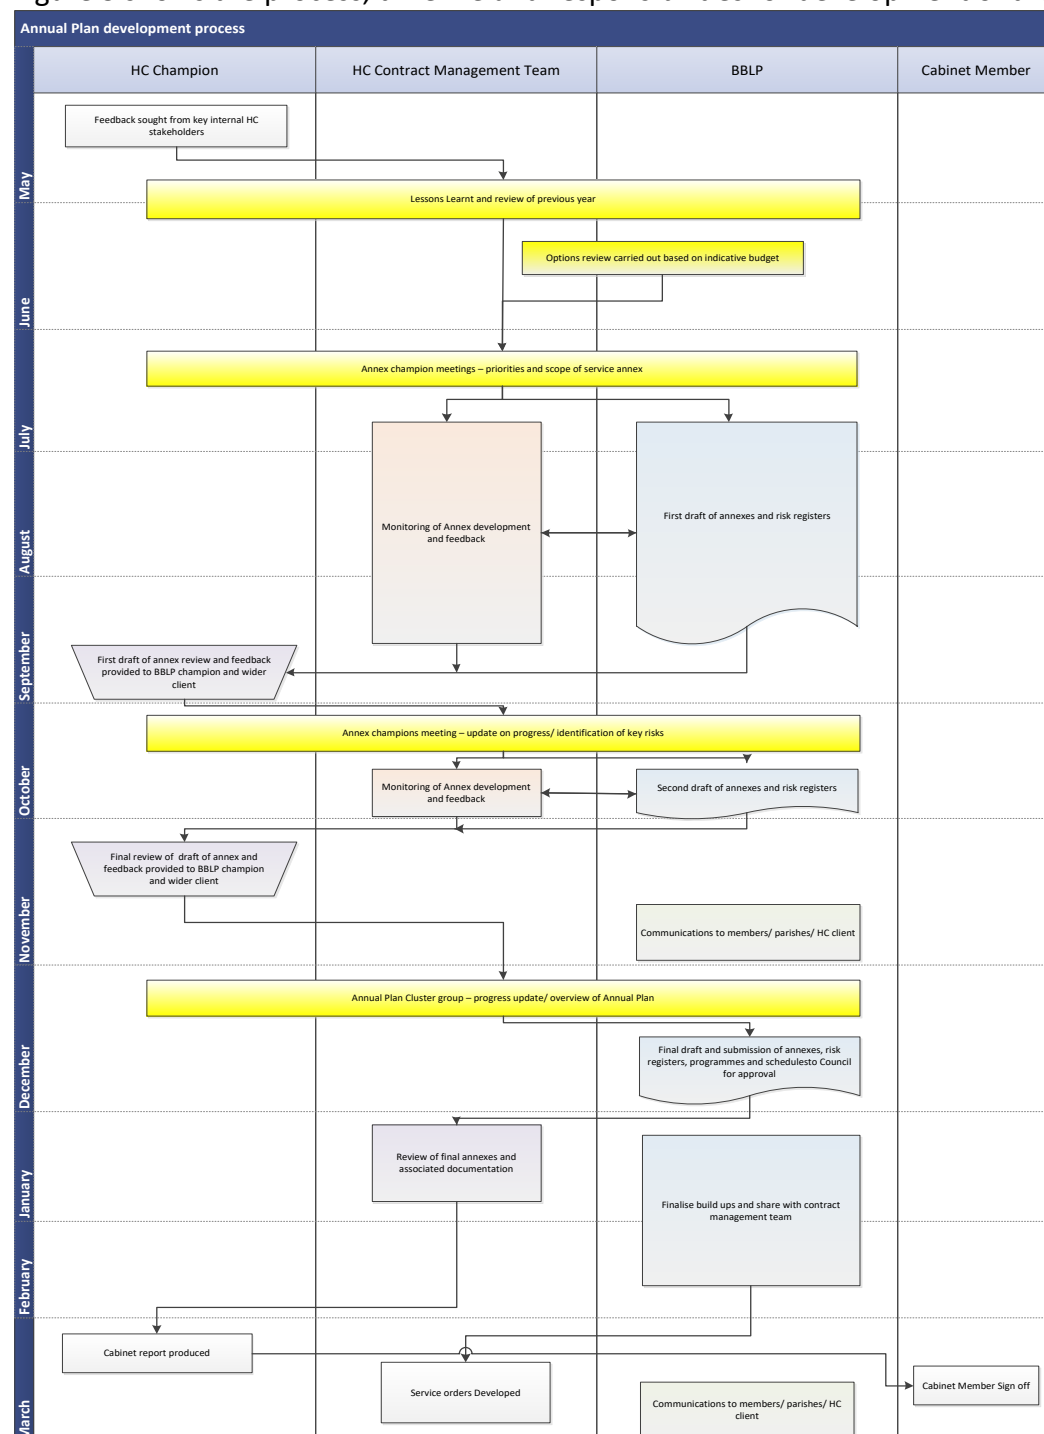 Annual Plan development process
HC Champion
HC Contract Management Team
BBLP
Cabinet Member
May
Feedback sought from key internal HC
stakeholders
Lessons Learnt and review of previous year
June
Options review carried out based on indicative budget
Annex champion meetings – priorities and scope of service annex
July
August
Monitoring of Annex development
and feedback
First draft of annexes and risk registers
September
First draft of annex review and feedback
provided to BBLP champion and wider
client
Annex champions meeting – update on progress/ identification of key risks
October
Monitoring of Annex development
and feedback
Second draft of annexes and risk registers
November
Final review of draft of annex and
feedback provided to BBLP champion
and wider client
Communications to members/ parishes/ HC client
Annual Plan Cluster group – progress update/ overview of Annual Plan
December
Final draft and submission of annexes, risk
registers, programmes and schedulesto Council
for approval
January
Review of final annexes and
associated documentation
Finalise build ups and share with contract
management team
February
March
Cabinet report produced
Service orders Developed
Communications to members/ parishes/ HC
client
Cabinet Member Sign off